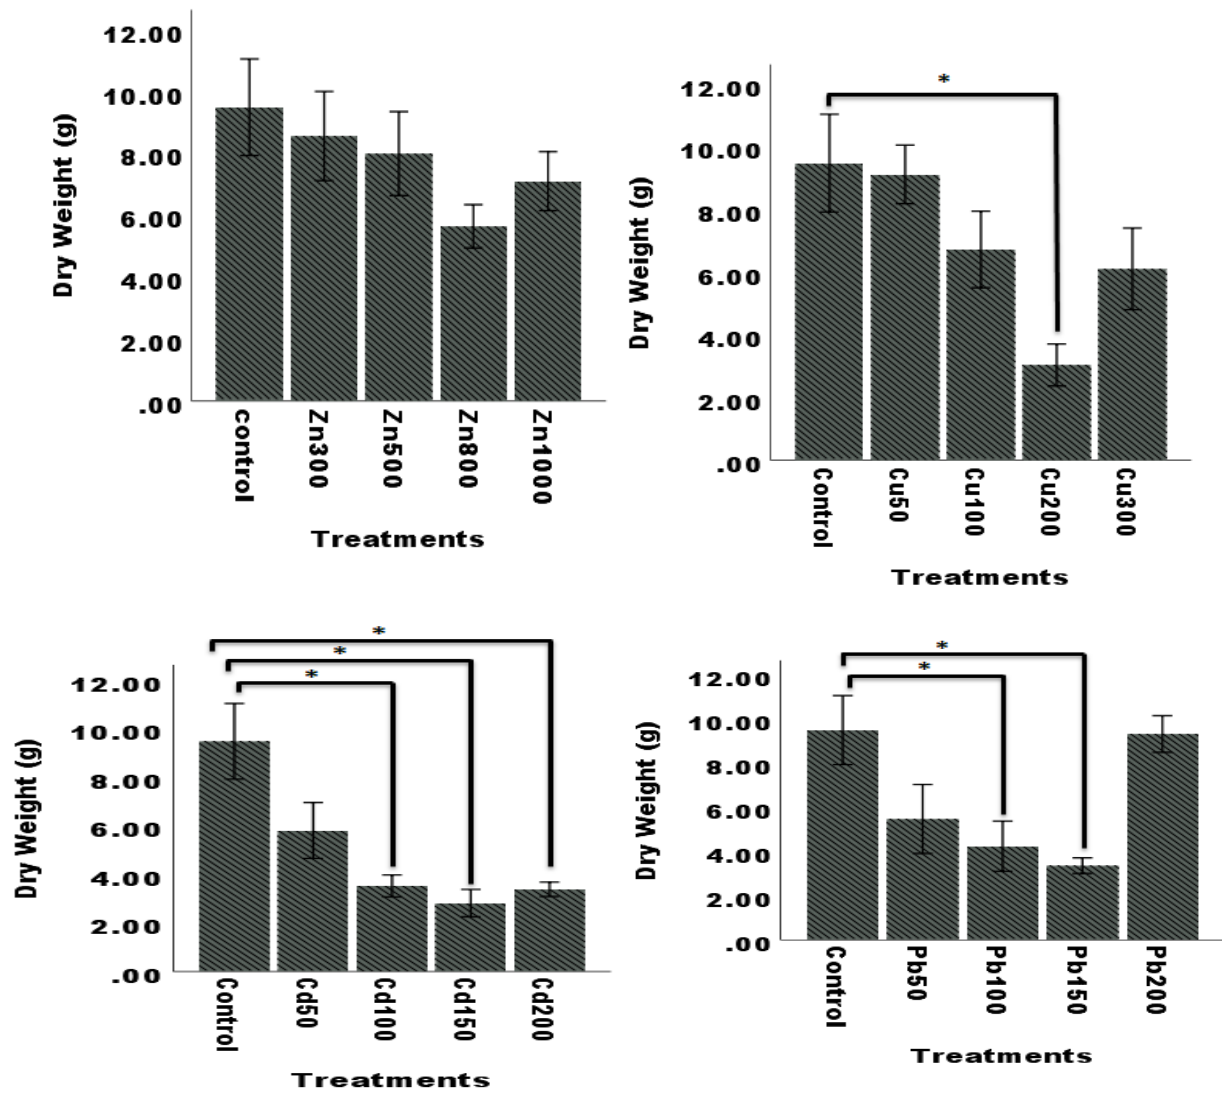 12.00
10.00
8.00
6.00
4.00
2.00
.00
Dry Weight (g)
control
Zn300
Zn500
Zn800
Zn1000
Treatments
*
12.00
10.00
8.00
6.00
4.00
2.00
.00
Dry Weight (g)
Control
Cu50
Cu100
Cu200
Cu300
Treatments
*
*
*
12.00
10.00
8.00
6.00
4.00
2.00
.00
Dry Weight (g)
Control
Cd50
Cd100
Cd150
Cd200
Treatments
*
*
12.00
10.00
8.00
6.00
4.00
2.00
.00
Dry Weight (g)
Control
Pb50
Pb100
Pb150
Pb200
Treatments